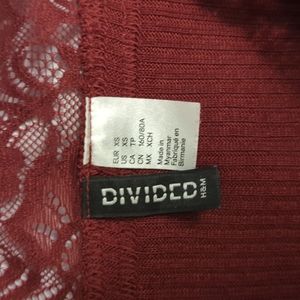 EUR XS
US XS
CA TP
CN 160/80A
MX XCH
Made in
Myanmar
Fabriqué en
Birmanie
DIVIDED
H&M